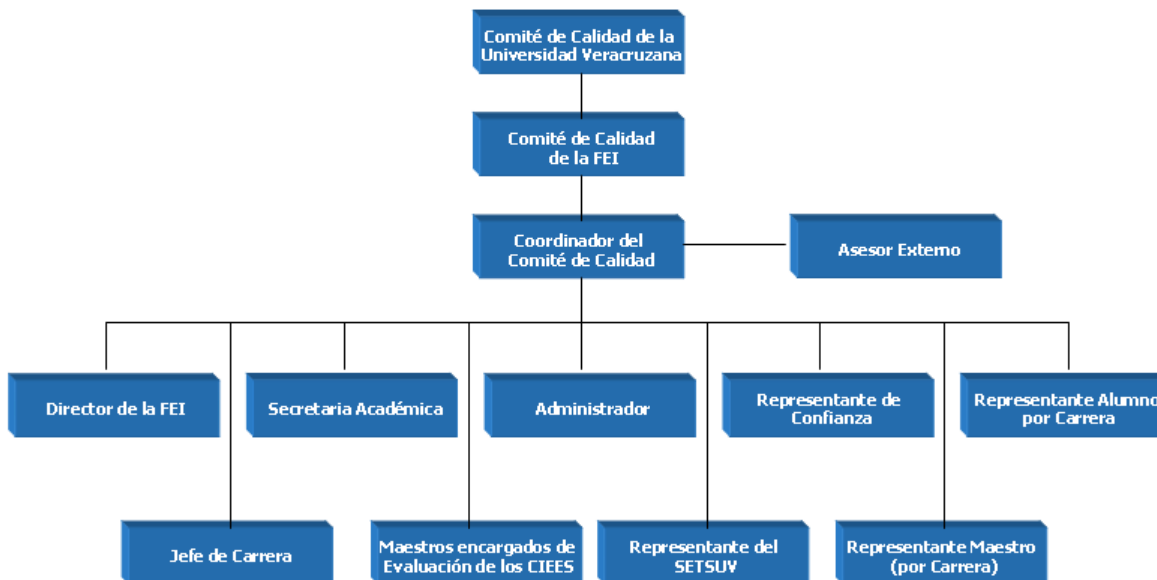 Comité de Calidad de la
Universidad Veracruzana
Comité de Calidad
de la FEI
Coordinador del
Comité de Calidad
Asesor Externo
Director de la FEI
Secretaria Académica
Administrador
Representante de
Confianza
Representante Alumno
por Carrera
Jefe de Carrera
Maestros encargados de
Evaluación de los CIEES
Representante del
SETSUV
Representante Maestro
(por Carrera)